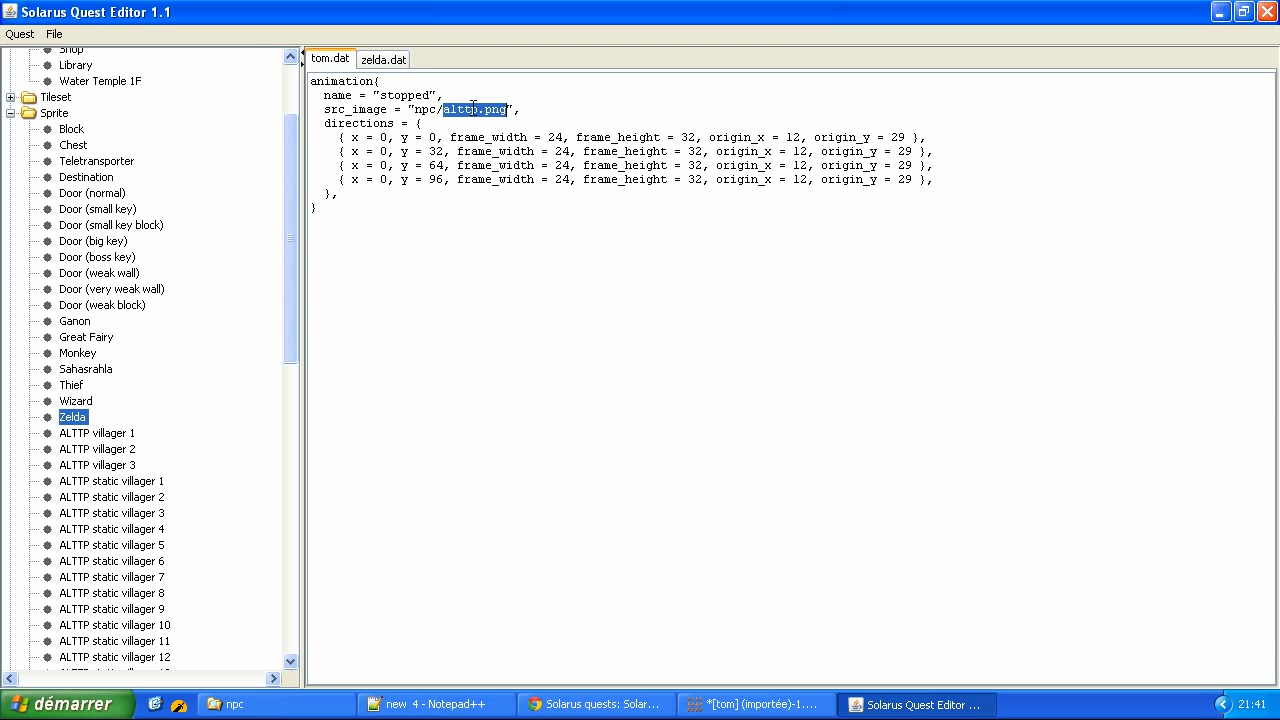 Solarus Quest Editor 1.1
Quest File
Shop
Library
Water Temple 1F
Tileset
Sprite
Block
Chest
Teletransporter
Destination
Door (normal)
Door (small key)
Door (small key block)
Door (big key)
Door (boss key)
Door (weak wall)
Door (very weak wall)
Door (weak block)
Ganon
Great Fairy
Monkey
Sahasrahla
Thief
Wizard
Zelda
ALTTP villager 1
ALTTP villager 2
ALTTP villager 3
ALTTP static villager 1
ALTTP static villager 2
ALTTP static villager 3
ALTTP static villager 4
ALTTP static villager 5
ALTTP static villager 6
ALTTP static villager 7
ALTTP static villager 8
ALTTP static villager 9
ALTTP static villager 10
ALTTP static villager 11
ALTTP static villager 12
tom.dat zelda.dat
animation{
name = "stopped",
src_image = "npc/alttp.png",
directions = {
{ x = 0, y = 0, frame_width = 24, frame_height = 32, origin_x = 12, origin_y = 29 },
{ x = 0, y = 32, frame_width = 24, frame_height = 32, origin_x = 12, origin_y = 29 },
{ x = 0, y = 64, frame_width = 24, frame_height = 32, origin_x = 12, origin_y = 29 },
{ x = 0, y = 96, frame_width = 24, frame_height = 32, origin_x = 12, origin_y = 29 },
},
}
démarrer npc new 4 - Notepad++ Solarus quests: Solar... *[tom] (importée)-1.... Solarus Quest Editor ... 21:41